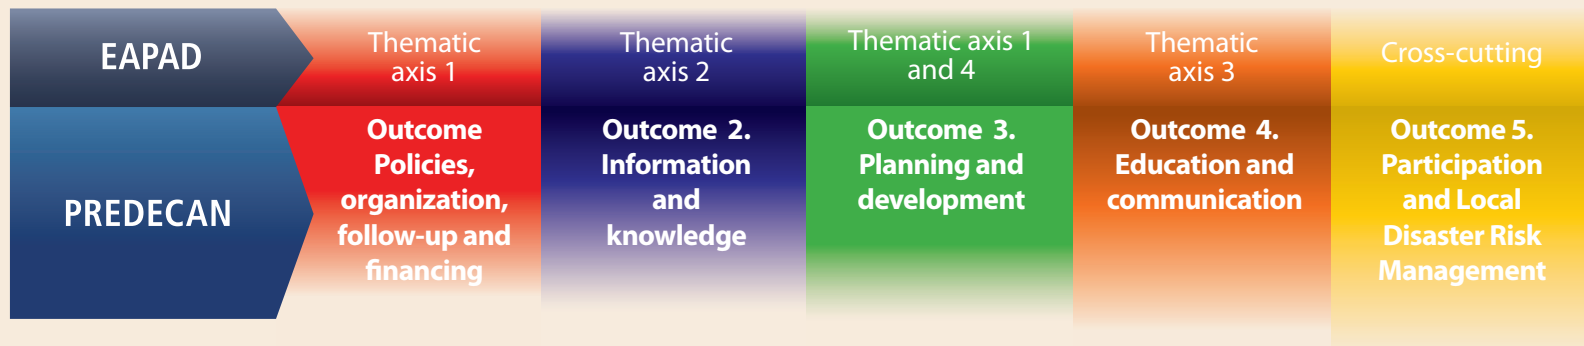 EAPAD
Thematic
axis 1
Thematic
axis 2
Thematic axis 1
and 4
Thematic
axis 3
Cross-cutting
PREDECAN
Outcome
Policies,
organization,
follow-up and
financing
Outcome 2.
Information
and
knowledge
Outcome 3.
Planning and
development
Outcome 4.
Education and
communication
Outcome 5.
Participation
and Local
Disaster Risk
Management